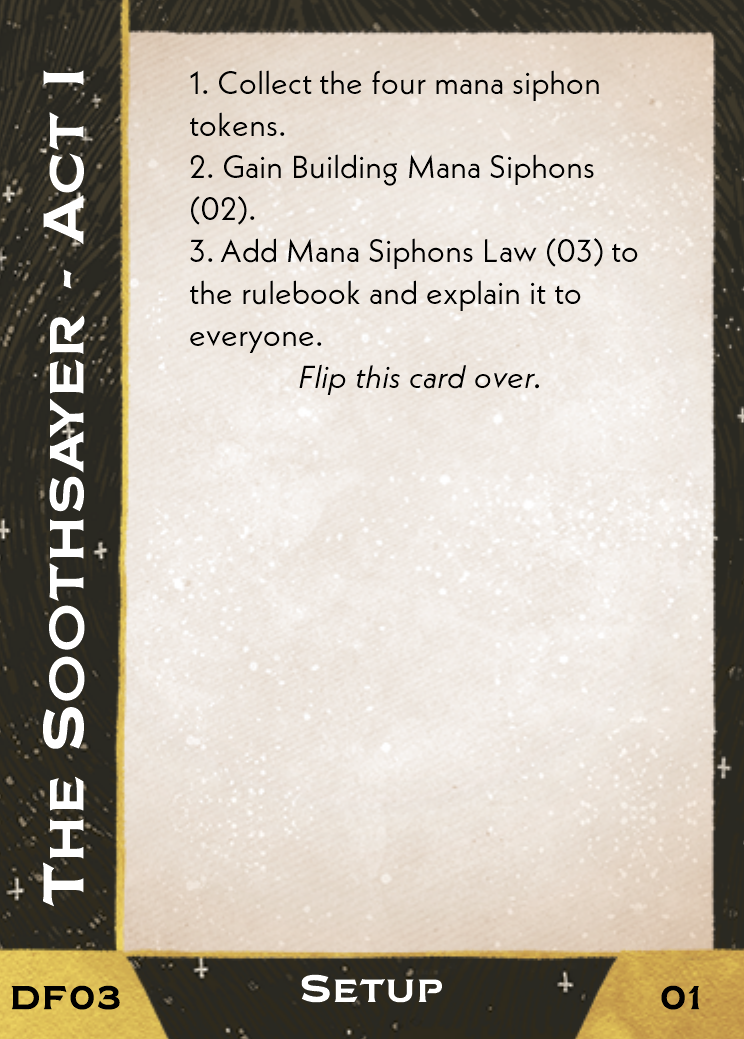 THE SOOTHSAYER - ACT I
1. Collect the four mana siphon
tokens.
2. Gain Building Mana Siphons
(02).
3. Add Mana Siphons Law (03) to
the rulebook and explain it to
everyone.
Flip this card over.
DF03
SETUP
01